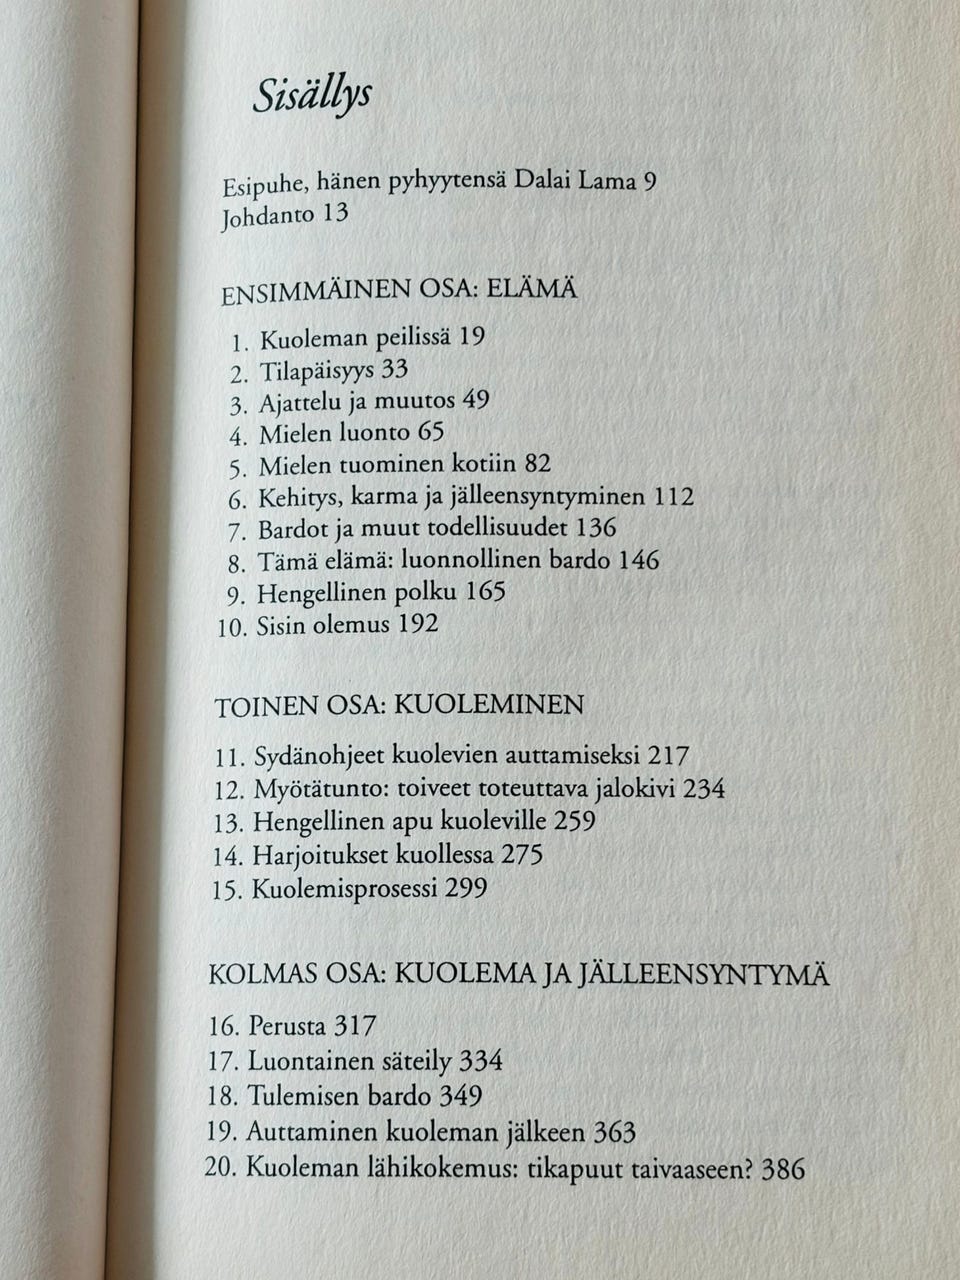 Sisällys
Esipuhe, hänen pyhyytensä Dalai Lama 9
Johdanto 13
ENSIMMÄINEN OSA: ELÄMÄ
1. Kuoleman peilissä 19
2. Tilapäisyys 33
3. Ajattelu ja muutos 49
4. Mielen luonto 65
5. Mielen tuominen kotiin 82
6. Kehitys, karma ja jälleensyntyminen 112
7. Bardot ja muut todellisuudet 136
8. Tämä elämä: luonnollinen bardo 146
9. Hengellinen polku 165
10. Sisin olemus 192
TOINEN OSA: KUOLEMINEN
11. Sydänohjeet kuolevien auttamiseksi 217
12. Myötätunto: toiveet toteuttava jalokivi 234
13. Hengellinen apu kuoleville 259
14. Harjoitukset kuollessa 275
15. Kuolemisprosessi 299
KOLMAS OSA: KUOLEMA JA JÄLLEENSYNTYMÄ
16. Perusta 317
17. Luontainen säteily 334
18. Tulemisen bardo 349
19. Auttaminen kuoleman jälkeen 363
20. Kuoleman lähikokemus: tikapuut taivaaseen? 386